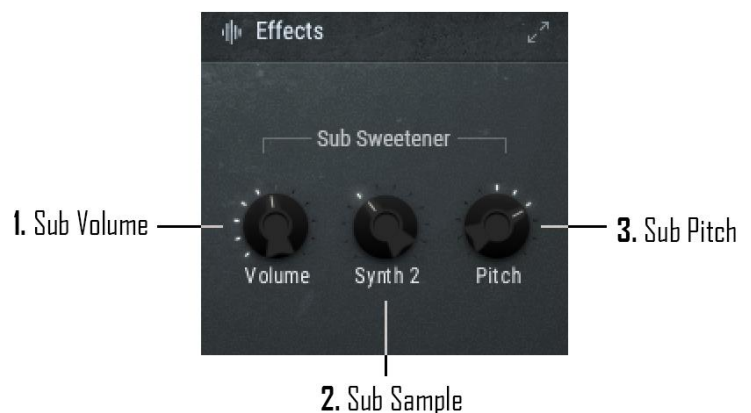 Effects
Sub Sweetener
1. Sub Volume
3. Sub Pitch
Volume Synth 2 Pitch
2. Sub Sample